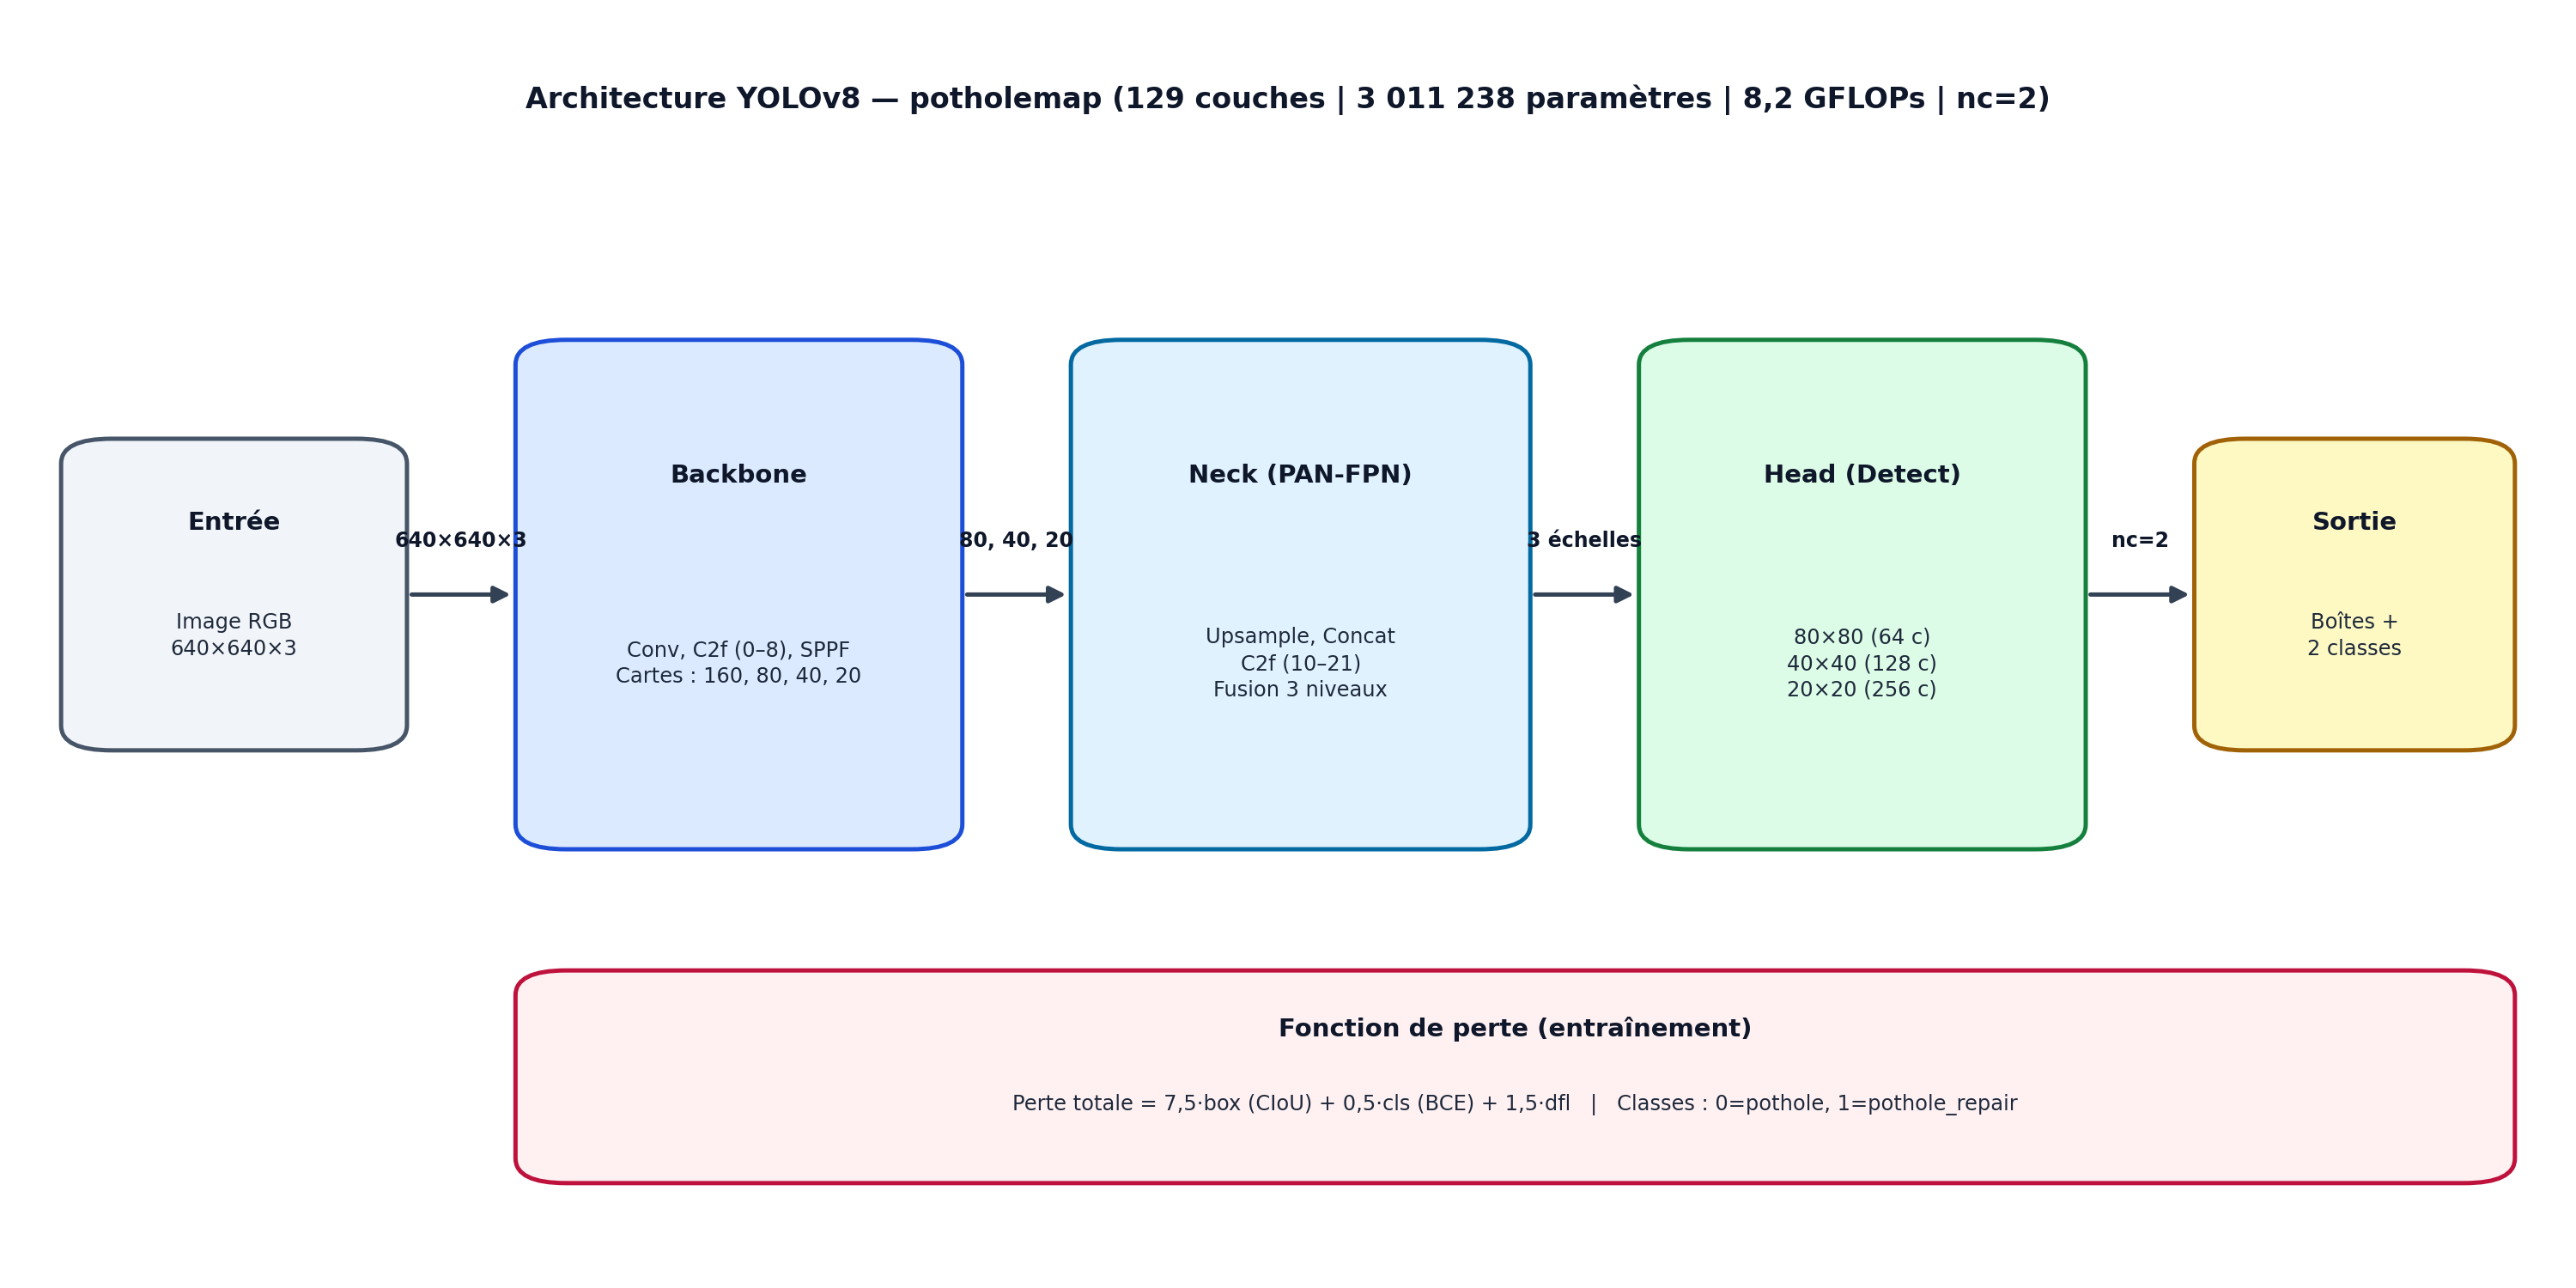 Architecture YOLOv8 — potholemap (129 couches | 3 011 238 paramètres | 8,2 GFLOPs | nc=2)
Entrée
Image RGB
640×640×3
640×640×3
Backbone
Conv, C2f (0–8), SPPF
Cartes : 160, 80, 40, 20
80, 40, 20
Neck (PAN-FPN)
Upsample, Concat
C2f (10–21)
Fusion 3 niveaux
3 échelles
Head (Detect)
80×80 (64 c)
40×40 (128 c)
20×20 (256 c)
nc=2
Sortie
Boîtes +
2 classes
Fonction de perte (entraînement)
Perte totale = 7,5·box (CIoU) + 0,5·cls (BCE) + 1,5·dfl | Classes : 0=pothole, 1=pothole_repair